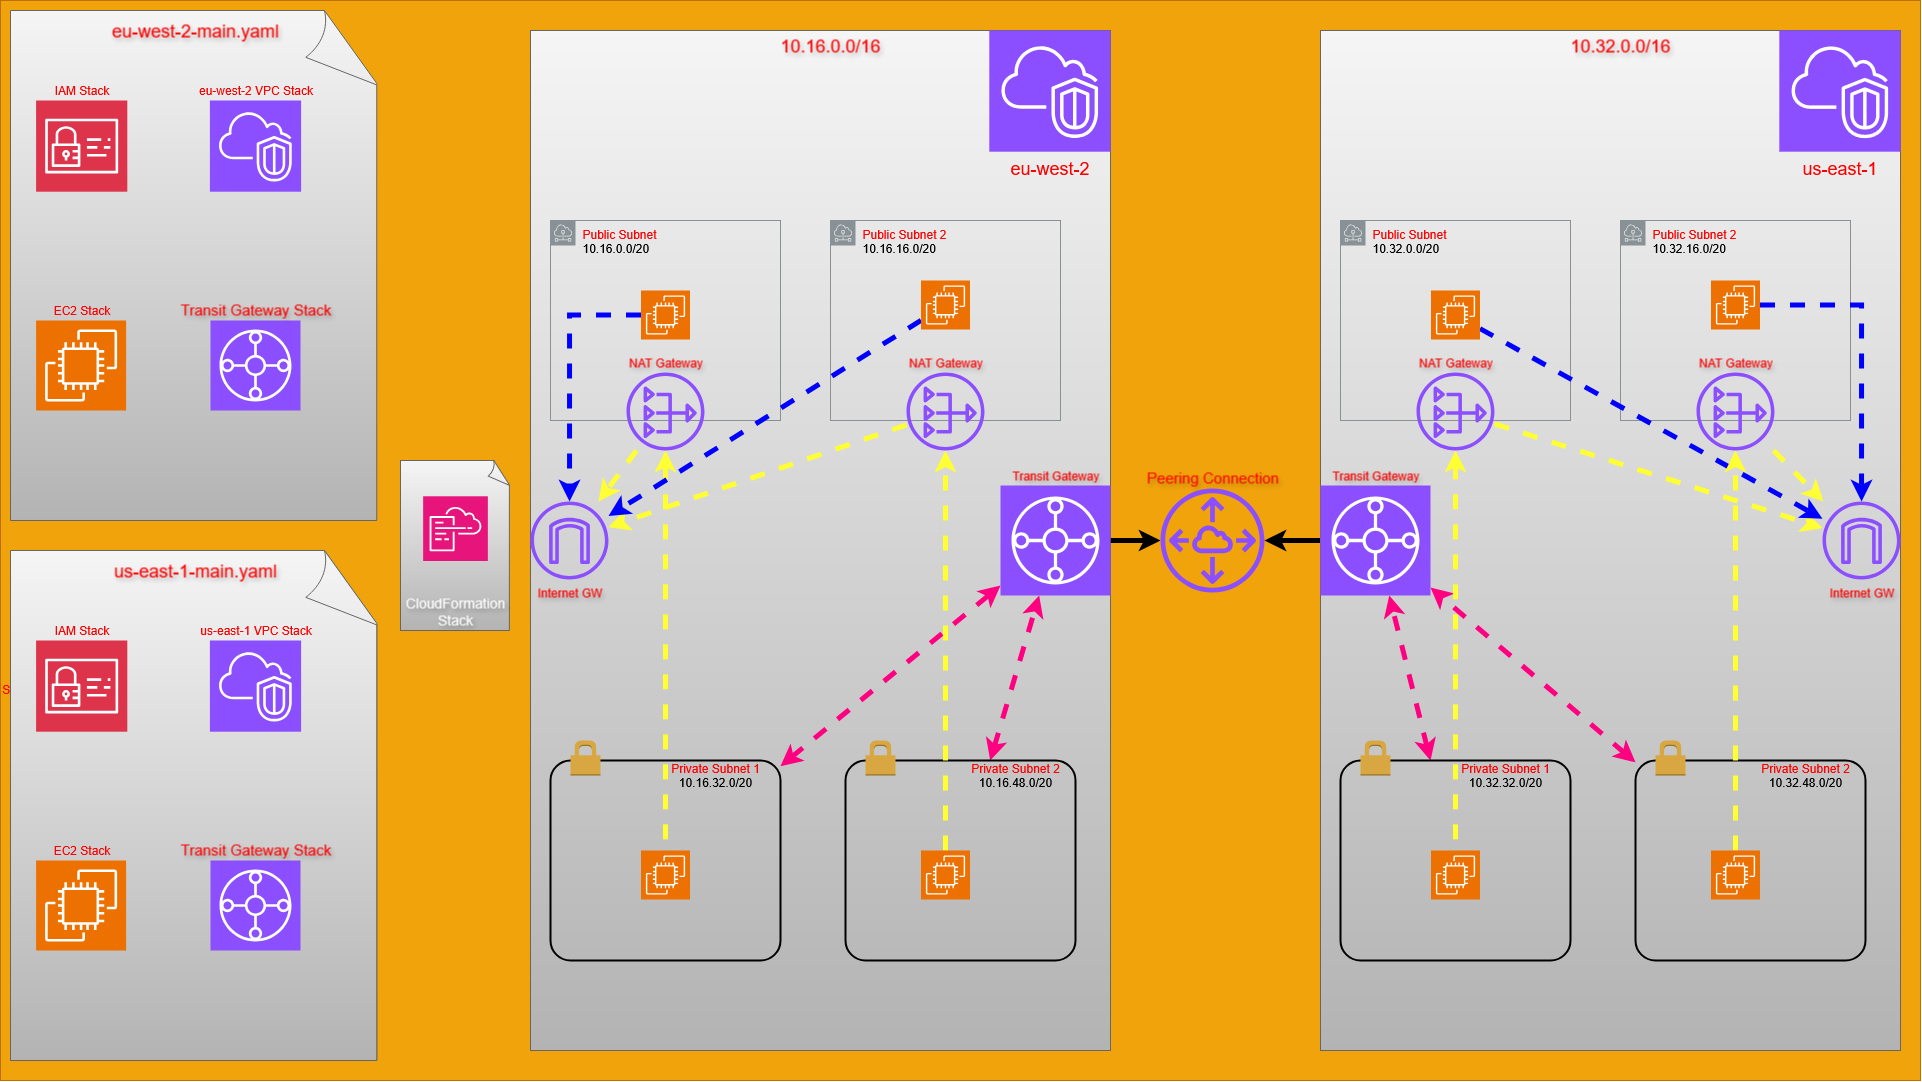 eu-west-2-main.yaml
IAM Stack
eu-west-2 VPC Stack
EC2 Stack
Transit Gateway Stack
us-east-1-main.yaml
IAM Stack
us-east-1 VPC Stack
S
EC2 Stack
Transit Gateway Stack
CloudFormation
Stack
10.16.0.0/16
eu-west-2
Public Subnet
10.16.0.0/20
Public Subnet 2
10.16.16.0/20
NAT Gateway
NAT Gateway
Transit Gateway
Internet GW
Private Subnet 1
10.16.32.0/20
Private Subnet 2
10.16.48.0/20
Peering Connection
10.32.0.0/16
us-east-1
Public Subnet
10.32.0.0/20
Public Subnet 2
10.32.16.0/20
NAT Gateway
NAT Gateway
Transit Gateway
Internet GW
Private Subnet 1
10.32.32.0/20
Private Subnet 2
10.32.48.0/20